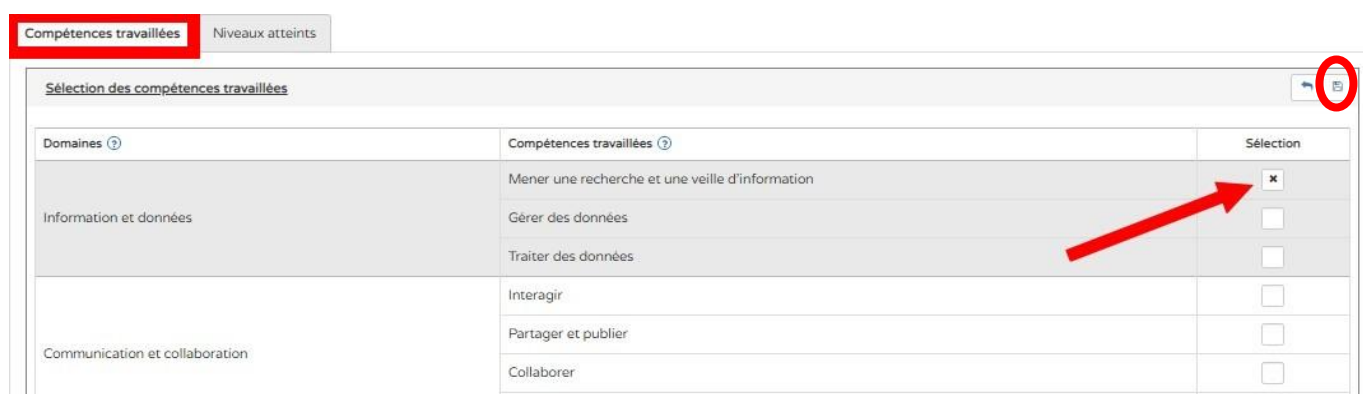 Compétences travaillées
Niveaux atteints
Sélection des compétences travaillées
Domaines ?
Compétences travaillées ?
Sélection
Mener une recherche et une veille d'information
Information et données
Gérer des données
Traiter des données
Interagir
Partager et publier
Communication et collaboration
Collaborer